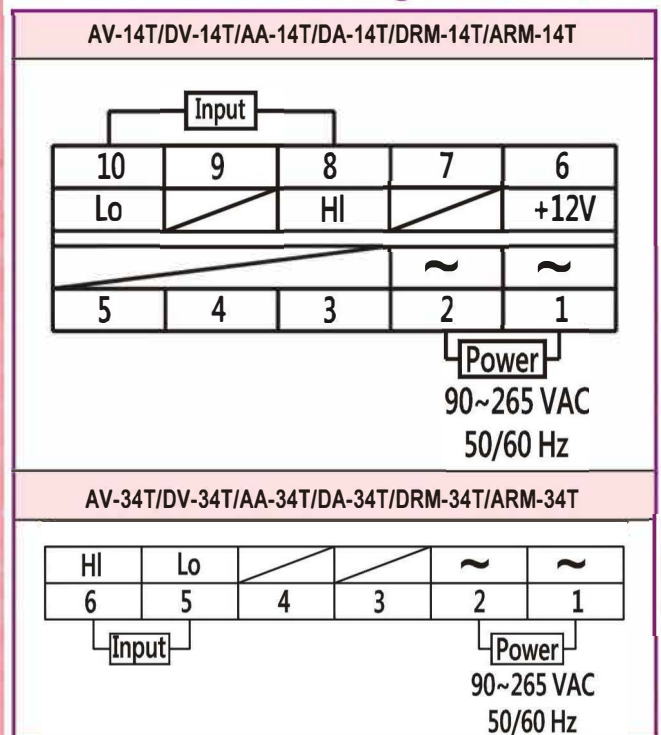 AV-14T/DV-14T/AA-14T/DA-14T/DRM-14T/ARM-14T
Input
10 9 8 7 6
Lo HI +12V
~ ~
5 4 3 2 1
Power
90~265 VAC
50/60 Hz
AV-34T/DV-34T/AA-34T/DA-34T/DRM-34T/ARM-34T
HI Lo ~ ~
6 5 4 3 2 1
Input Power
90~265 VAC
50/60 Hz